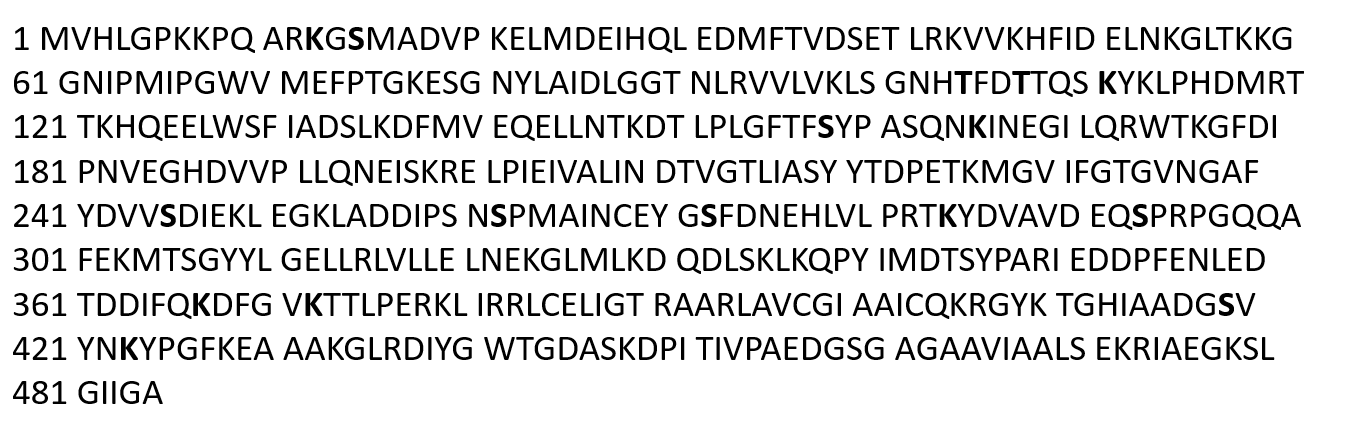 1 MVHLGPKKPQ ARKGSMADVP KELMDEIHQL EDMFTVDSET LRKVVKHFID ELNKGLTKKG
61 GNIPMIPGWV MEFPTGKESG NYLAIDLGGT NLRVVLVKLS GNHTFDTTQS KYKLPHDMRT
121 TKHQEELWSF IADSLKDFMV EQELLNTKDT LPLGFTFSYP ASQNKINEGI LQRWTKGFDI
181 PNVEGHDVVP LLQNEISKRE LPIEIVALIN DTVGTLIASY YTDPETKMGV IFGTGVNGAF
241 YDVVSDIEKL EGKLADDIPS NSPMAINCEY GSFDNEHLVL PRTKYDVAVD EQSPRPGQQA
301 FEKMTSGYYL GELLRLVLLE LNEKGLMLKD QDLSKLKQPY IMDTSYPARI EDDPFENLED
361 TDDIFQKDFG VKTTLPERKL IRRLCELIGT RAARLAVCGI AAICQKRGYK TGHIAADGSV
421 YNKYPGFKEA AAKGLRDIYG WTGDASKDPI TIVPAEDGSG AGAAVIAALS EKRIAEGKSL
481 GIIGA